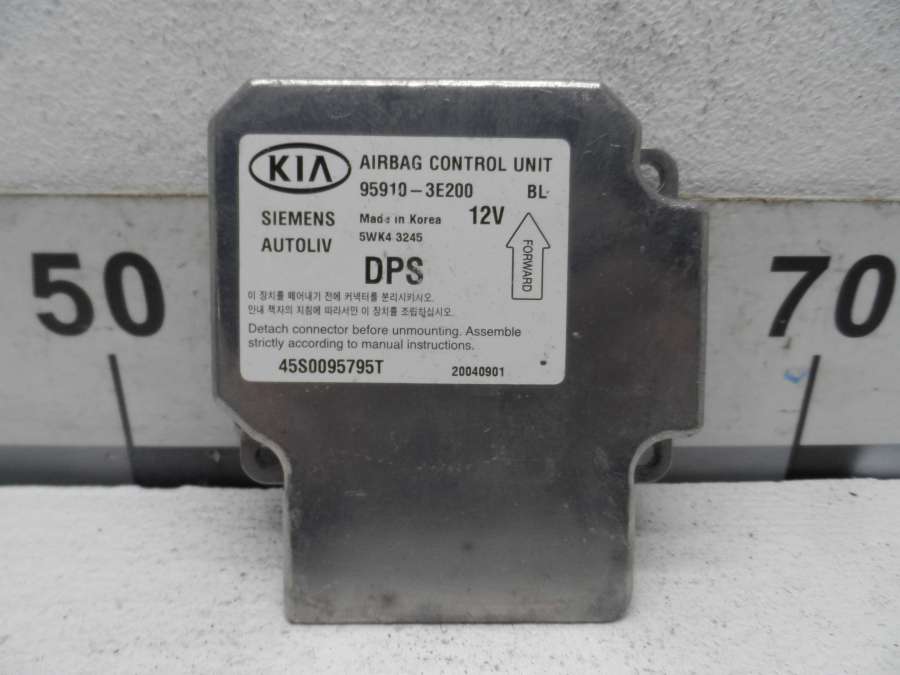 KIA AIRBAG CONTROL UNIT
95910-3E200 BL
SIEMENS Made in Korea 12V
AUTOLIV 5WK4 3245
FORWARD
DPS
이 장치를 떼어내기 전에 커넥터를 분리시키시오.
안내 책자의 지침에 따라서만 이 장치를 조립하십시오.
Detach connector before unmounting. Assemble
strictly according to manual instructions.
45S0095795T 20040901
50 70